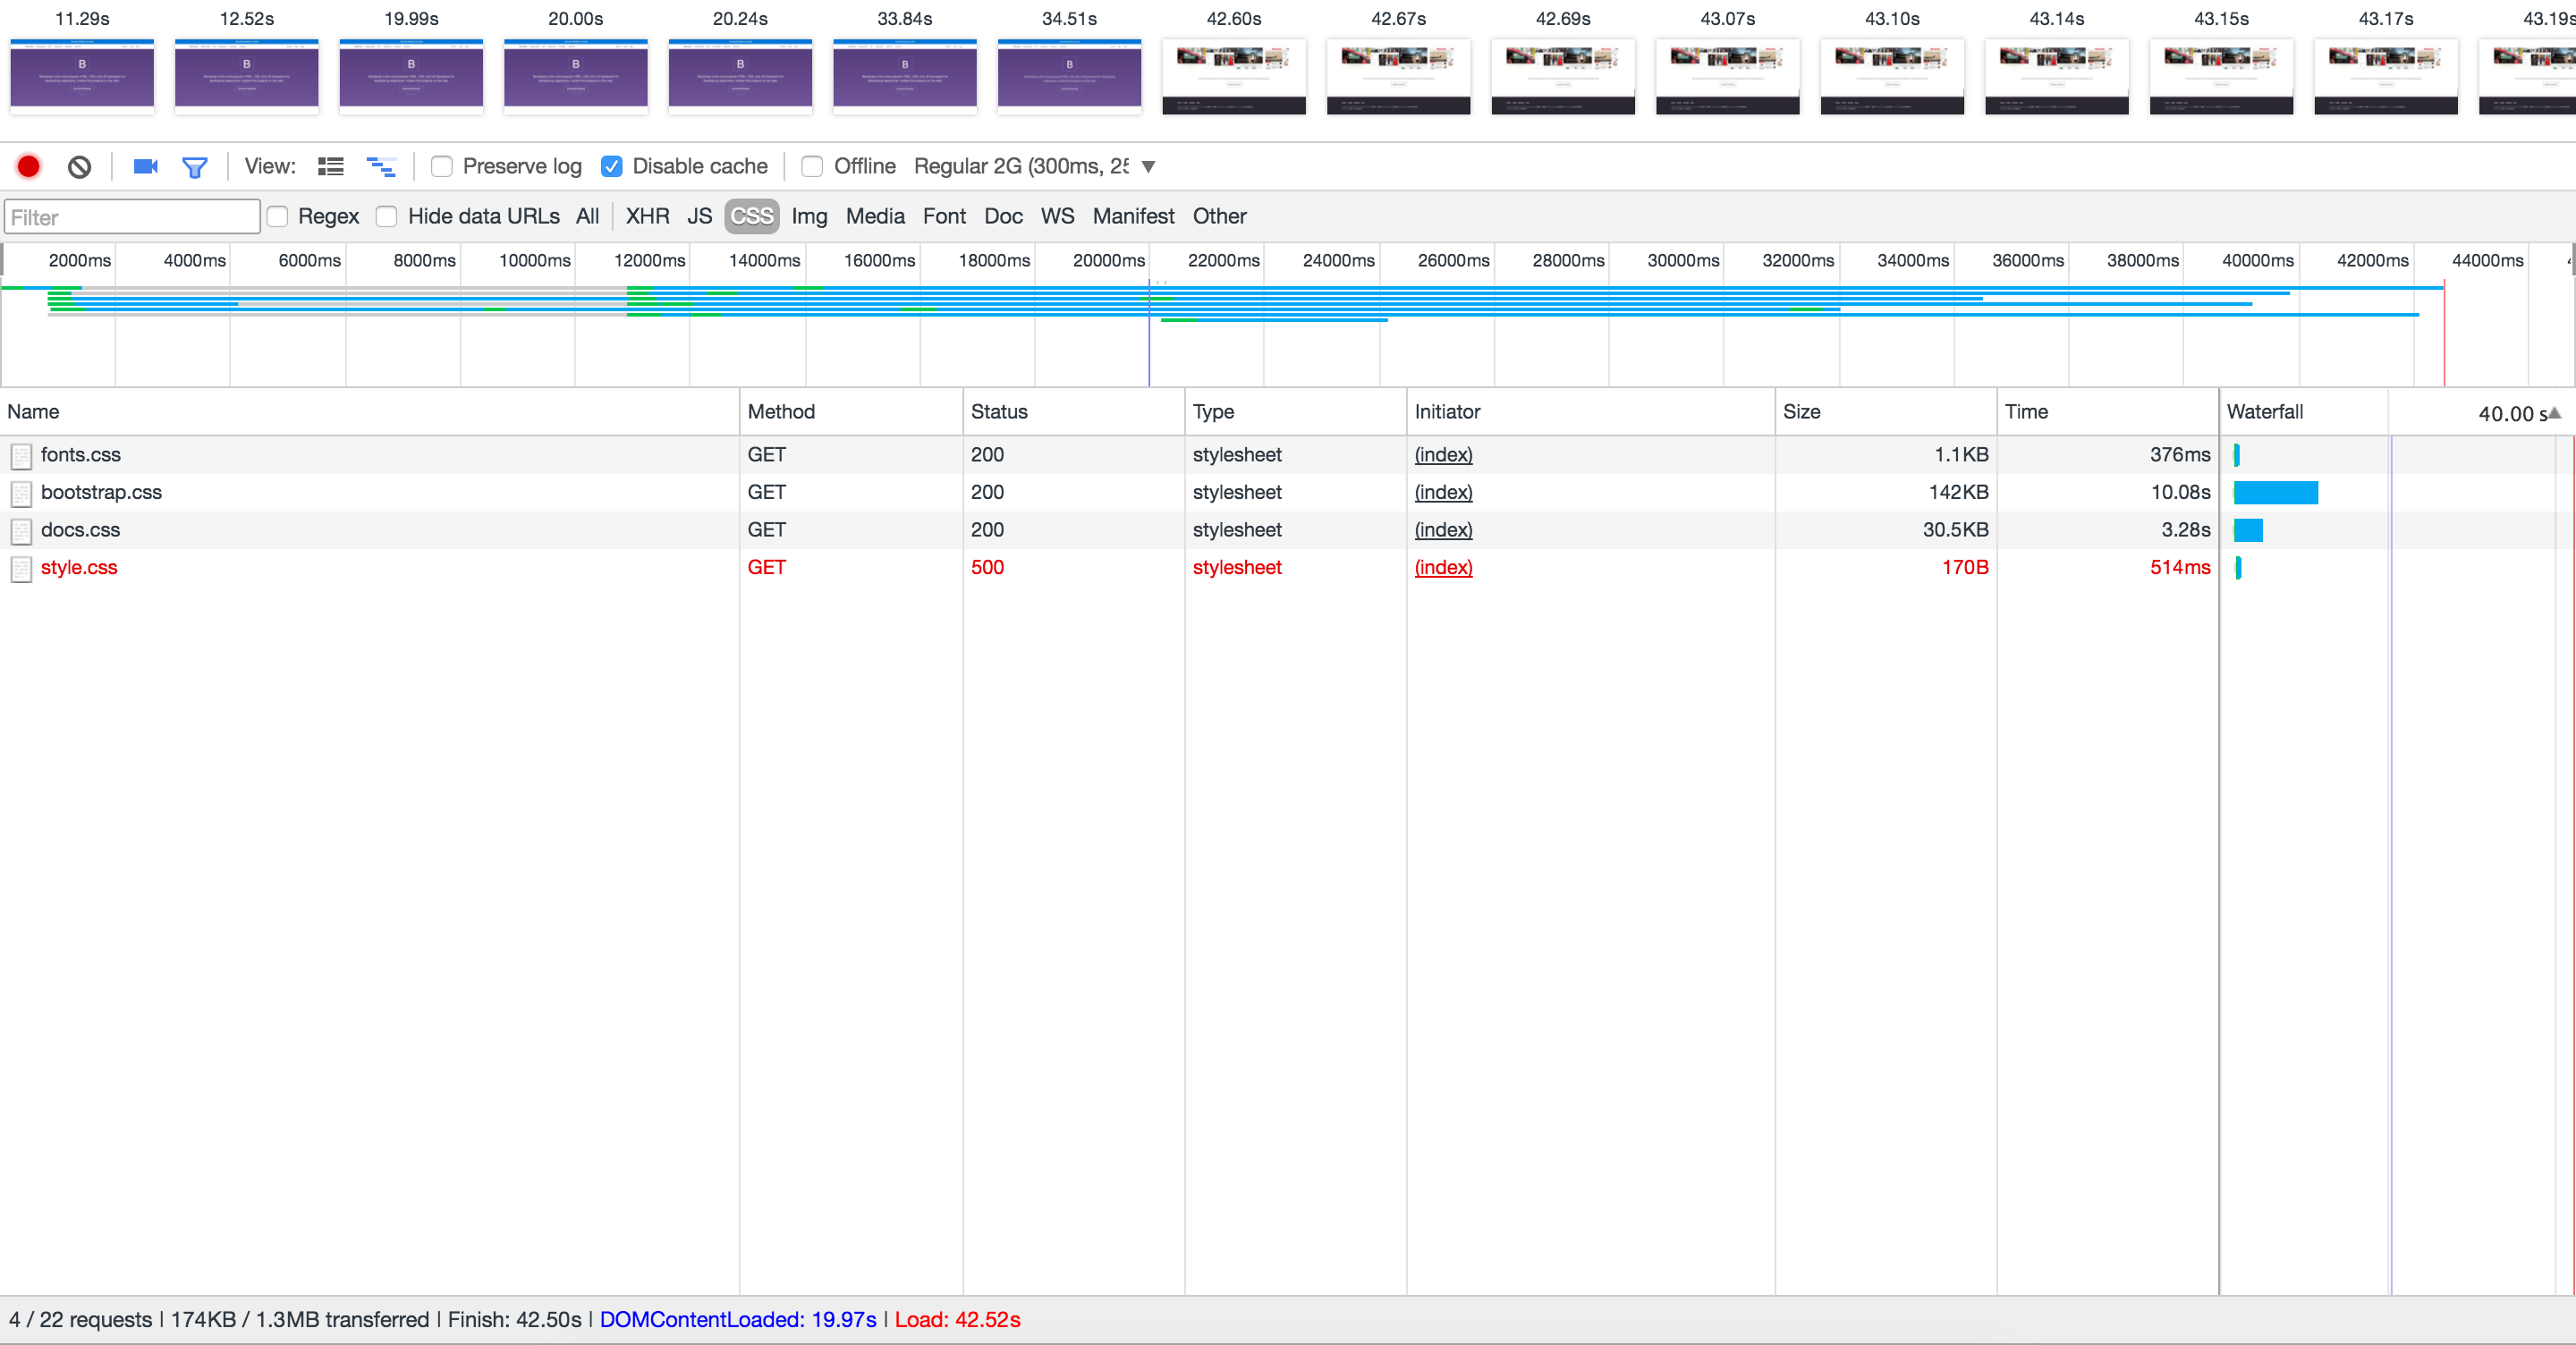 11.29s 12.52s 19.99s 20.00s 20.24s 33.84s 34.51s 42.60s 42.67s 42.69s 43.07s 43.10s 43.14s 43.15s 43.17s 43.19s
B B B B B B B
View: Preserve log Disable cache Offline Regular 2G (300ms, 25
Filter Regex Hide data URLs All XHR JS CSS Img Media Font Doc WS Manifest Other
2000ms 4000ms 6000ms 8000ms 10000ms 12000ms 14000ms 16000ms 18000ms 20000ms 22000ms 24000ms 26000ms 28000ms 30000ms 32000ms 34000ms 36000ms 38000ms 40000ms 42000ms 44000ms
Name Method Status Type Initiator Size Time Waterfall 40.00 s
fonts.css GET 200 stylesheet (index) 1.1KB 376ms
bootstrap.css GET 200 stylesheet (index) 142KB 10.08s
docs.css GET 200 stylesheet (index) 30.5KB 3.28s
style.css GET 500 stylesheet (index) 170B 514ms
4 / 22 requests | 174KB / 1.3MB transferred | Finish: 42.50s | DOMContentLoaded: 19.97s | Load: 42.52s